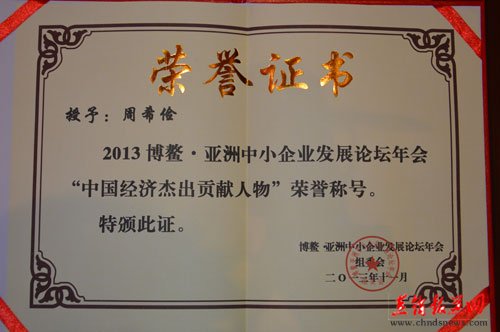 荣誉证书
授予：周希俭
2013博鳌·亚洲中小企业发展论坛年会
“中国经济杰出贡献人物”荣誉称号。
特颁此证。
博鳌·亚洲中小企业发展论坛年会
组委会
二〇一三年十一月
www.chndsnews.com